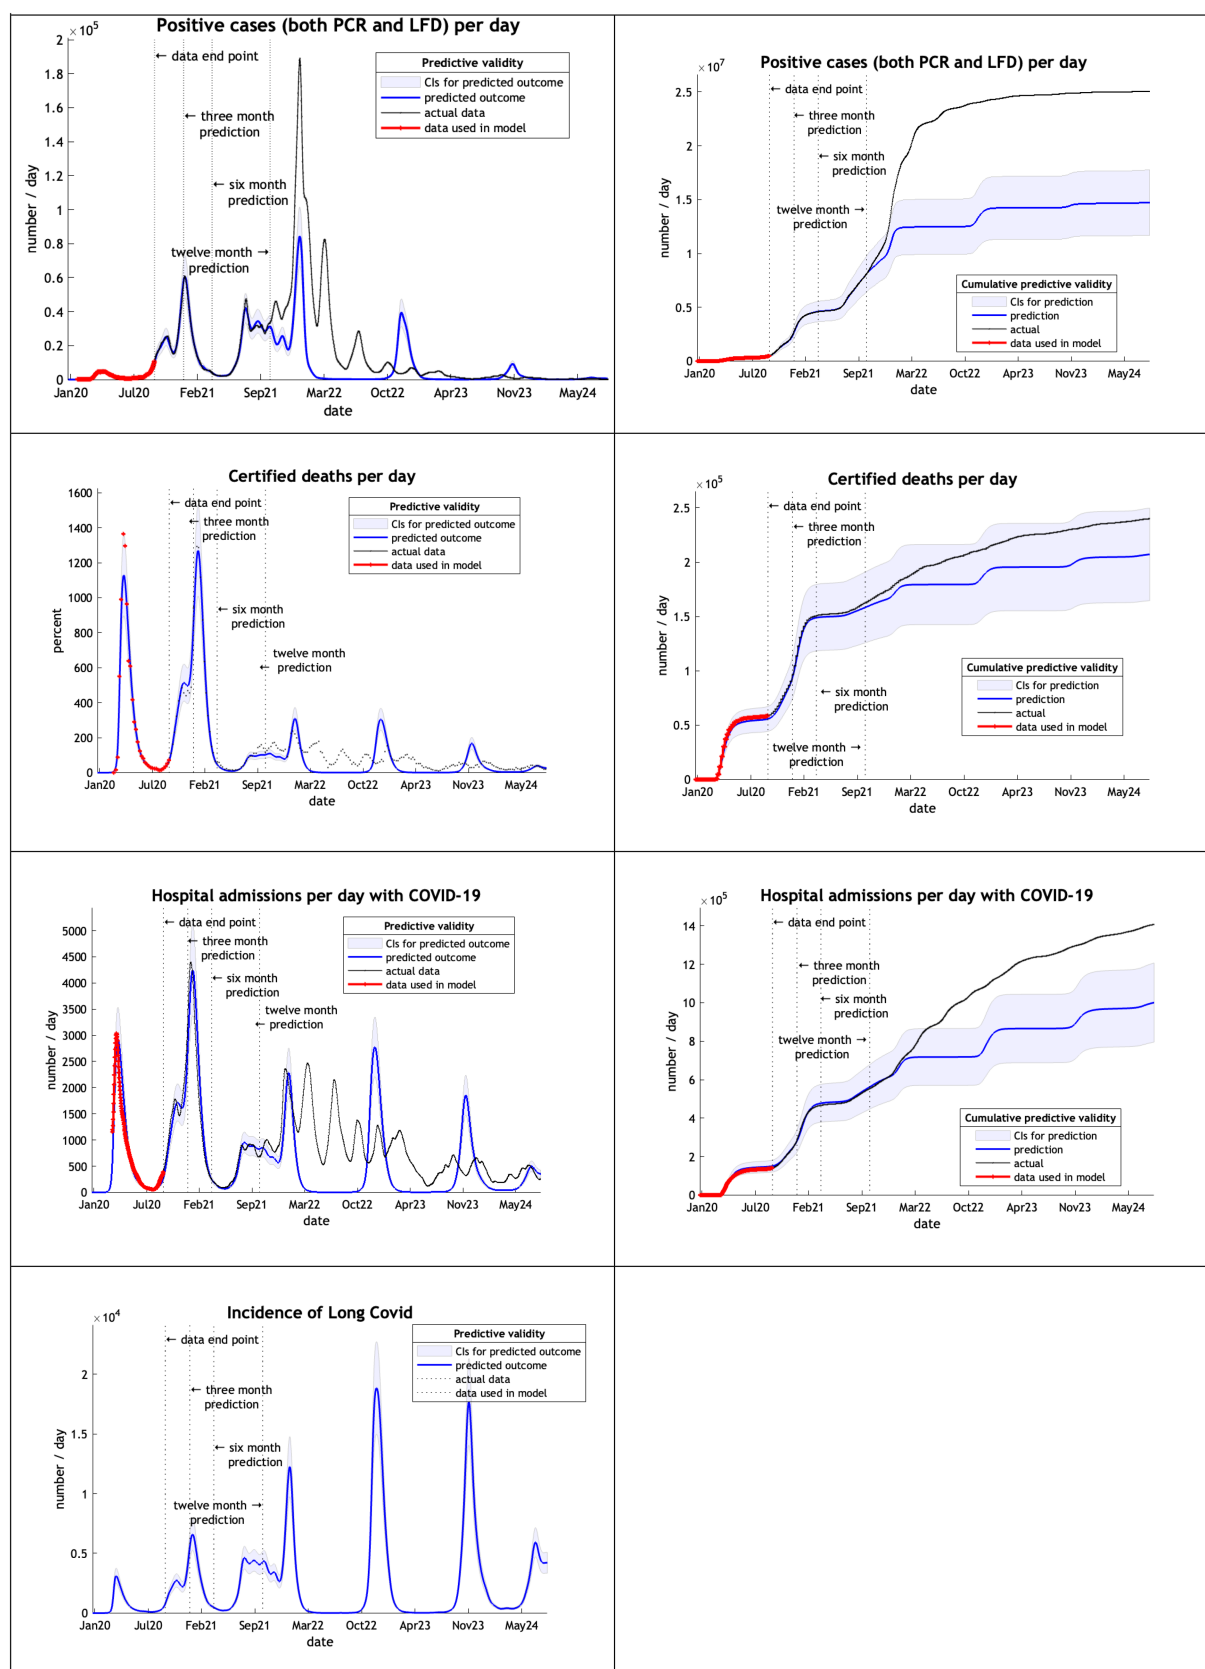 Positive cases (both PCR and LFD) per day
× 10⁵
2
1.8
1.6
1.4
1.2
1
0.8
0.6
0.4
0.2
0
number / day
← data end point
← three month
prediction
← six month
prediction
twelve month →
prediction
Predictive validity
CIs for predicted outcome
predicted outcome
actual data
data used in model
Jan20 Jul20 Feb21 Sep21 Mar22 Oct22 Apr23 Nov23 May24
date
Positive cases (both PCR and LFD) per day
× 10⁷
2.5
2
1.5
1
0.5
0
number / day
← data end point
← three month
prediction
← six month
prediction
twelve month →
prediction
Cumulative predictive validity
CIs for prediction
prediction
actual
data used in model
Jan20 Jul20 Feb21 Sep21 Mar22 Oct22 Apr23 Nov23 May24
date
Certified deaths per day
1600
1400
1200
1000
800
600
400
200
0
percent
← data end point
← three month
prediction
← six month
prediction
twelve month
← prediction
Predictive validity
CIs for predicted outcome
predicted outcome
actual data
data used in model
Jan20 Jul20 Feb21 Sep21 Mar22 Oct22 Apr23 Nov23 May24
date
Certified deaths per day
× 10⁵
2.5
2
1.5
1
0.5
0
number / day
← data end point
← three month
prediction
← six month
prediction
twelve month →
prediction
Cumulative predictive validity
CIs for prediction
prediction
actual
data used in model
Jan20 Jul20 Feb21 Sep21 Mar22 Oct22 Apr23 Nov23 May24
date
Hospital admissions per day with COVID-19
5000
4500
4000
3500
3000
2500
2000
1500
1000
500
0
number / day
← data end point
← three month
prediction
← six month
prediction
twelve month
← prediction
Predictive validity
CIs for predicted outcome
predicted outcome
actual data
data used in model
Jan20 Jul20 Feb21 Sep21 Mar22 Oct22 Apr23 Nov23 May24
date
Hospital admissions per day with COVID-19
× 10⁵
14
12
10
8
6
4
2
0
number / day
← data end point
← three month
prediction
← six month
prediction
twelve month →
prediction
Cumulative predictive validity
CIs for prediction
prediction
actual
data used in model
Jan20 Jul20 Feb21 Sep21 Mar22 Oct22 Apr23 Nov23 May24
date
Incidence of Long Covid
× 10⁴
2
1.5
1
0.5
0
number / day
← data end point
← three month
prediction
← six month
prediction
twelve month →
prediction
Predictive validity
CIs for predicted outcome
predicted outcome
actual data
data used in model
Jan20 Jul20 Feb21 Sep21 Mar22 Oct22 Apr23 Nov23 May24
date